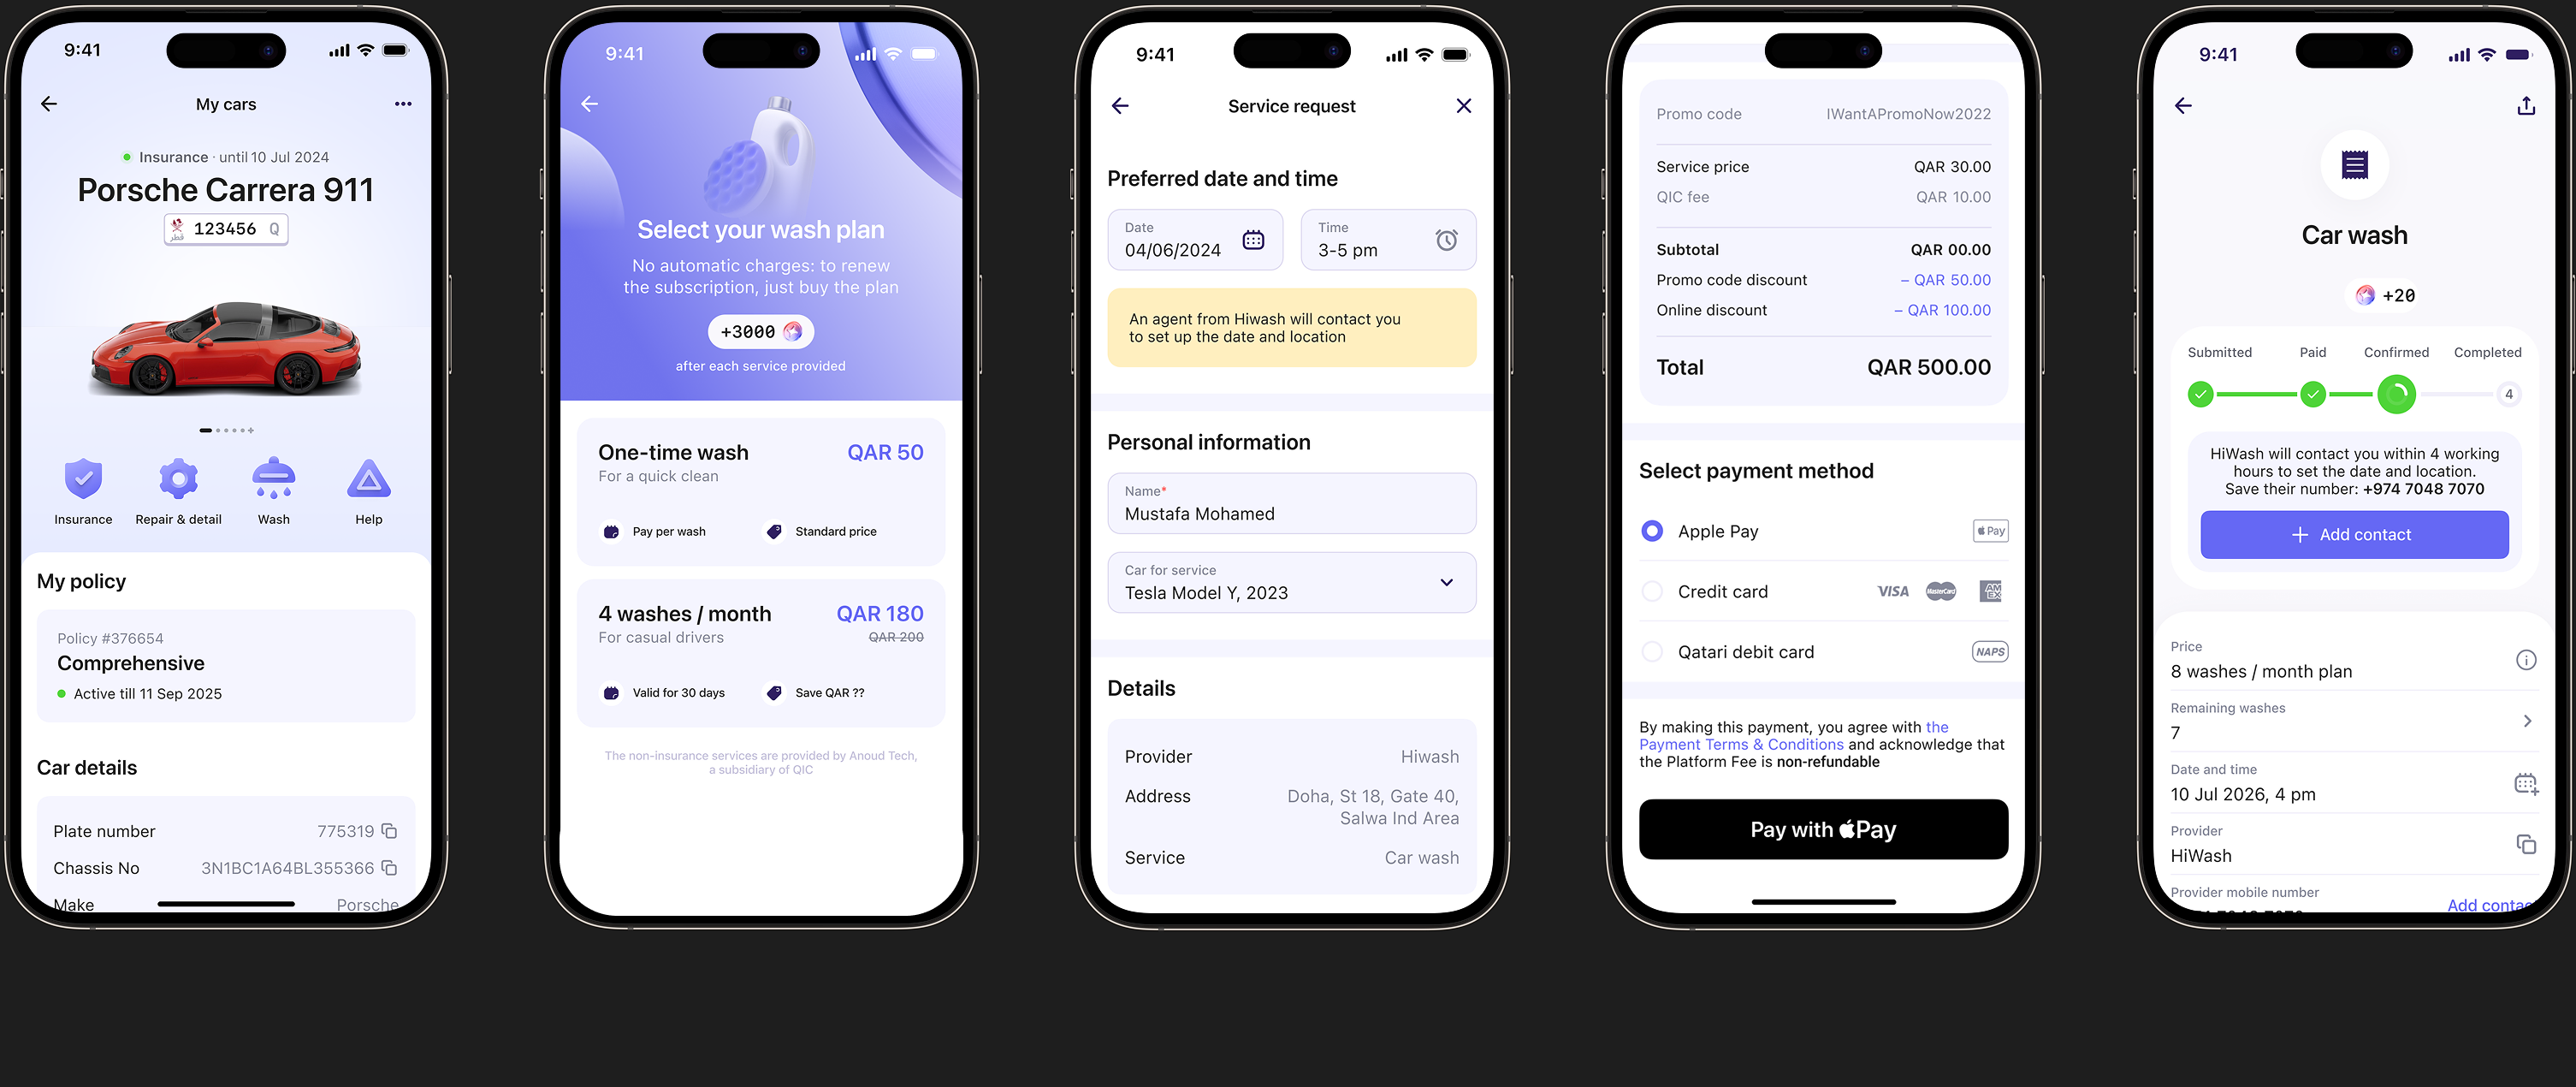 9:41
My cars
Insurance · until 10 Jul 2024
Porsche Carrera 911
قطر 123456 Q
Insurance
Repair & detail
Wash
Help
My policy
Policy #376654
Comprehensive
Active till 11 Sep 2025
Car details
Plate number 775319
Chassis No 3N1BC1A64BL355366
Make Porsche
9:41
Select your wash plan
No automatic charges: to renew
the subscription, just buy the plan
+3000
after each service provided
One-time wash QAR 50
For a quick clean
Pay per wash
Standard price
4 washes / month QAR 180
For casual drivers QAR 200
Valid for 30 days
Save QAR ??
The non-insurance services are provided by Anoud Tech,
a subsidiary of QIC
9:41
Service request
Preferred date and time
Date
04/06/2024
Time
3-5 pm
An agent from Hiwash will contact you
to set up the date and location
Personal information
Name*
Mustafa Mohamed
Car for service
Tesla Model Y, 2023
Details
Provider Hiwash
Address Doha, St 18, Gate 40,
Salwa Ind Area
Service Car wash
Promo code IWantAPromoNow2022
Service price QAR 30.00
QIC fee QAR 10.00
Subtotal QAR 00.00
Promo code discount – QAR 50.00
Online discount – QAR 100.00
Total QAR 500.00
Select payment method
Apple Pay Pay
Credit card VISA MasterCard AM EX
Qatari debit card NAPS
By making this payment, you agree with the
Payment Terms & Conditions and acknowledge that
the Platform Fee is non-refundable
Pay with Pay
9:41
Car wash
+20
Submitted Paid Confirmed Completed
4
HiWash will contact you within 4 working
hours to set the date and location.
Save their number: +974 7048 7070
+ Add contact
Price
8 washes / month plan
Remaining washes
7
Date and time
10 Jul 2026, 4 pm
Provider
HiWash
Provider mobile number
Add contact